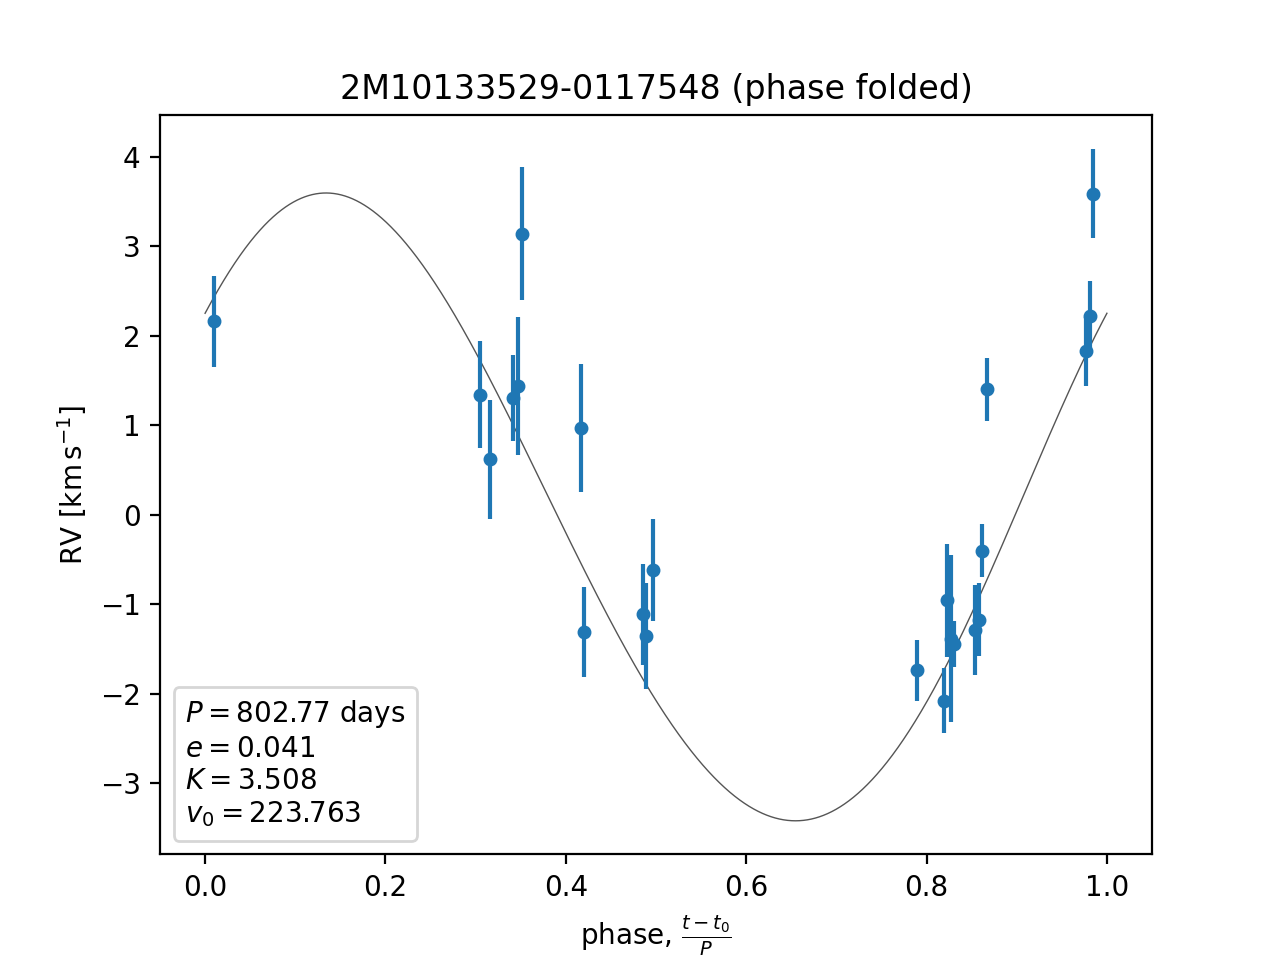 2M10133529-0117548 (phase folded)
4
3
2
1
0
−1
−2
−3
RV [km s⁻¹]
P = 802.77 days
e = 0.041
K = 3.508
v₀ = 223.763
0.0 0.2 0.4 0.6 0.8 1.0
phase, (t − t₀)/P